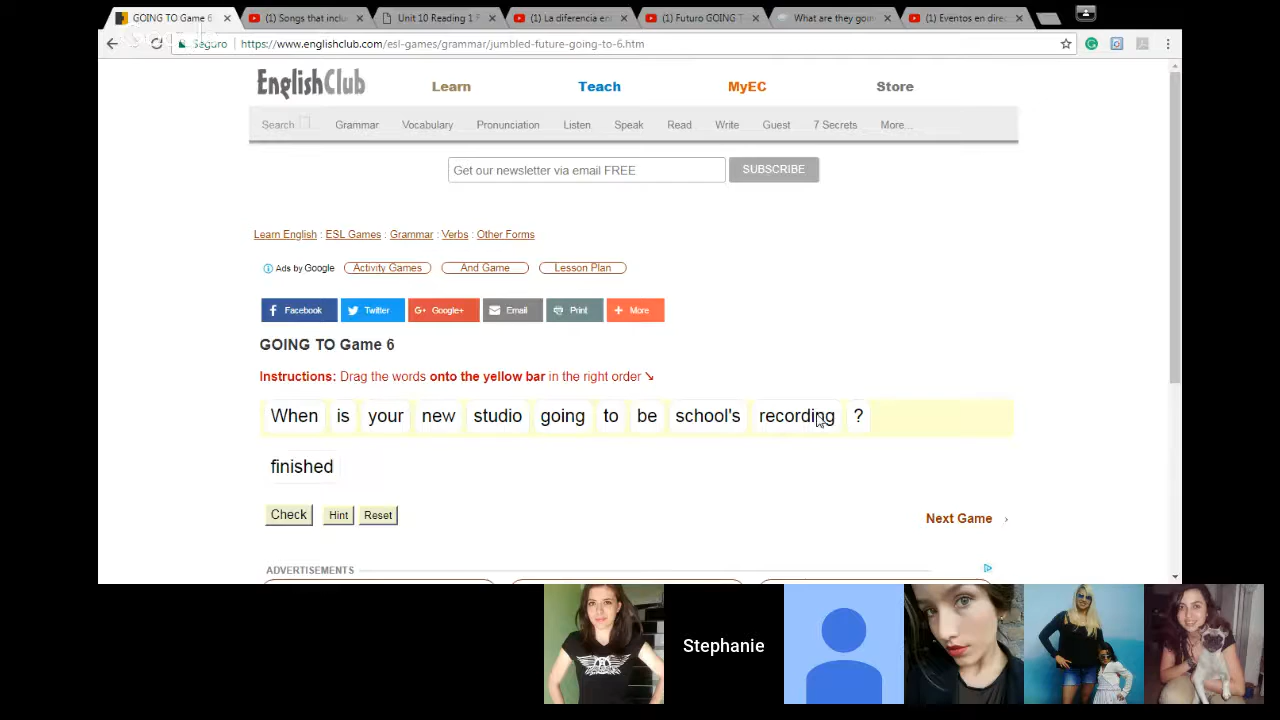 GOING TO Game 6
(1) Songs that inclu
Unit 10 Reading 1 F
(1) La diferencia en
(1) Futuro GOING T
What are they goin
(1) Eventos en direc
Seguro
https://www.englishclub.com/esl-games/grammar/jumbled-future-going-to-6.htm
EnglishClub
Learn
Teach
MyEC
Store
Search
Grammar
Vocabulary
Pronunciation
Listen
Speak
Read
Write
Guest
7 Secrets
More...
Get our newsletter via email FREE
SUBSCRIBE
Learn English : ESL Games : Grammar : Verbs : Other Forms
Ads by Google
Activity Games
And Game
Lesson Plan
Facebook
Twitter
G+ Google+
Email
Print
More
GOING TO Game 6
Instructions: Drag the words onto the yellow bar in the right order ↘
When is your new studio going to be school's recording ?
finished
Check
Hint
Reset
Next Game ›
ADVERTISEMENTS
Stephanie